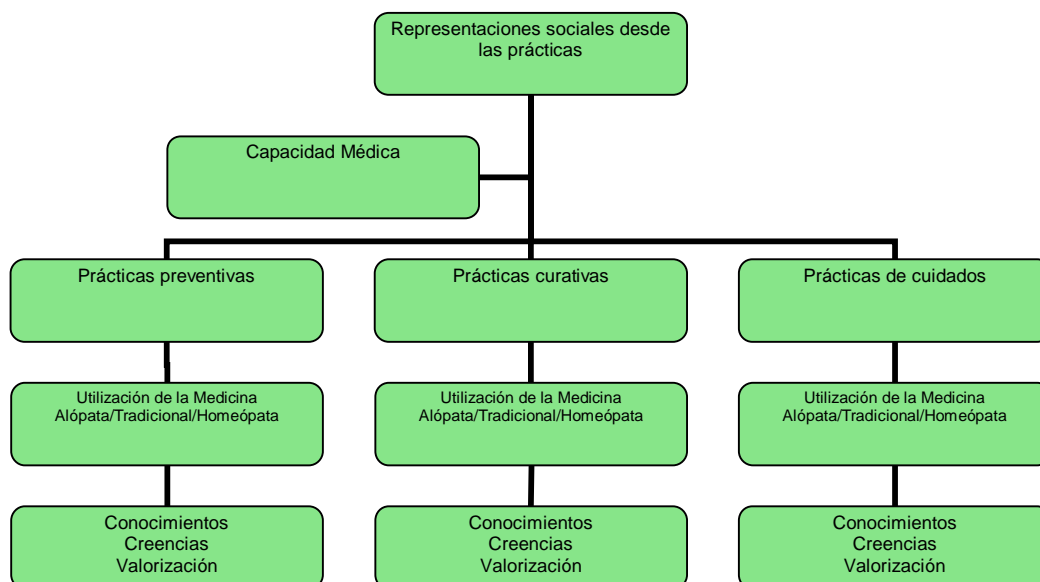 Representaciones sociales desde
las prácticas
Capacidad Médica
Prácticas preventivas
Prácticas curativas
Prácticas de cuidados
Utilización de la Medicina
Alópata/Tradicional/Homeópata
Utilización de la Medicina
Alópata/Tradicional/Homeópata
Utilización de la Medicina
Alópata/Tradicional/Homeópata
Conocimientos
Creencias
Valorización
Conocimientos
Creencias
Valorización
Conocimientos
Creencias
Valorización